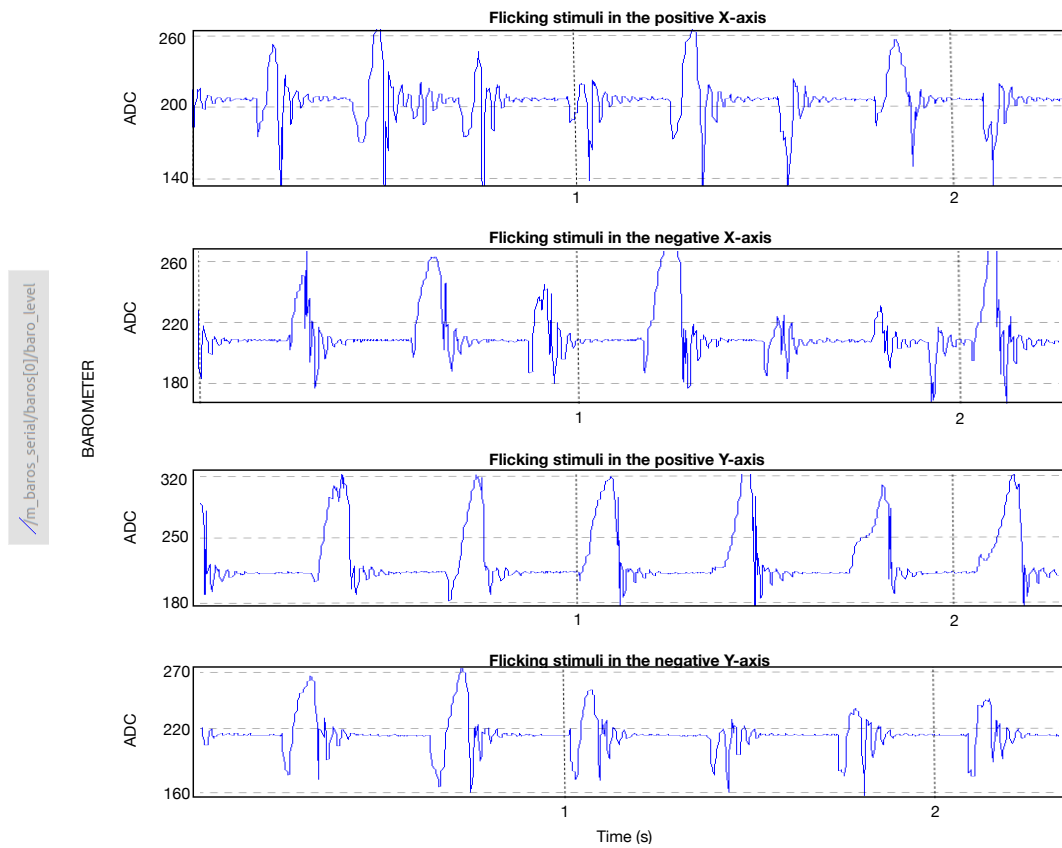 Flicking stimuli in the positive X-axis
260
200
140
ADC
1
2
Flicking stimuli in the negative X-axis
260
220
180
ADC
1
2
/m_baros_serial/baros[0]/baro_level
BAROMETER
Flicking stimuli in the positive Y-axis
320
250
180
ADC
1
2
Flicking stimuli in the negative Y-axis
270
220
160
ADC
1
2
Time (s)